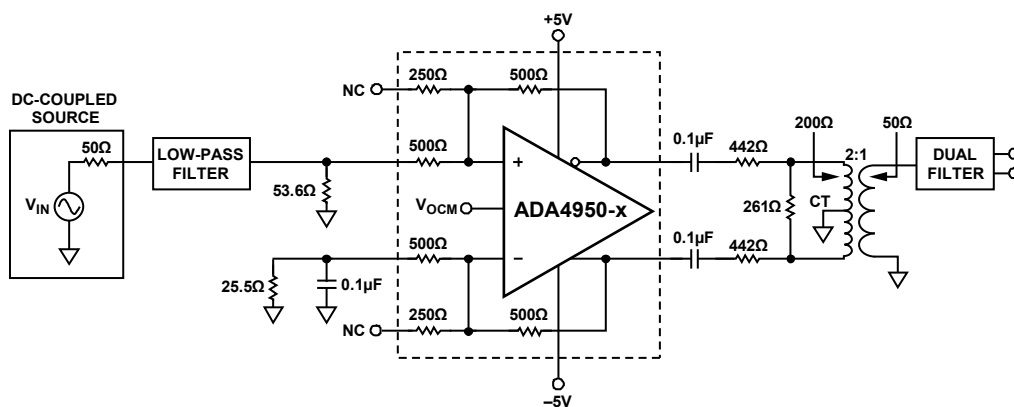 +5V
250Ω
500Ω
NC
DC-COUPLED
SOURCE
50Ω
LOW-PASS
FILTER
VIN
53.6Ω
500Ω
+
VOCM
ADA4950-x
0.1µF
442Ω
200Ω
2:1
50Ω
DUAL
FILTER
CT
261Ω
500Ω
–
0.1µF
442Ω
25.5Ω
0.1µF
NC
250Ω
500Ω
–5V